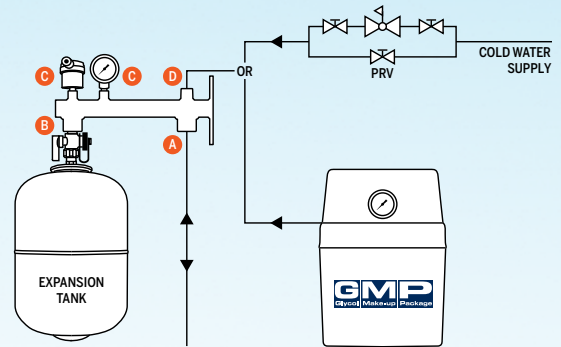 C
C
D
OR
PRV
COLD WATER
SUPPLY
B
A
EXPANSION
TANK
GMP
Glycol Make-up Package